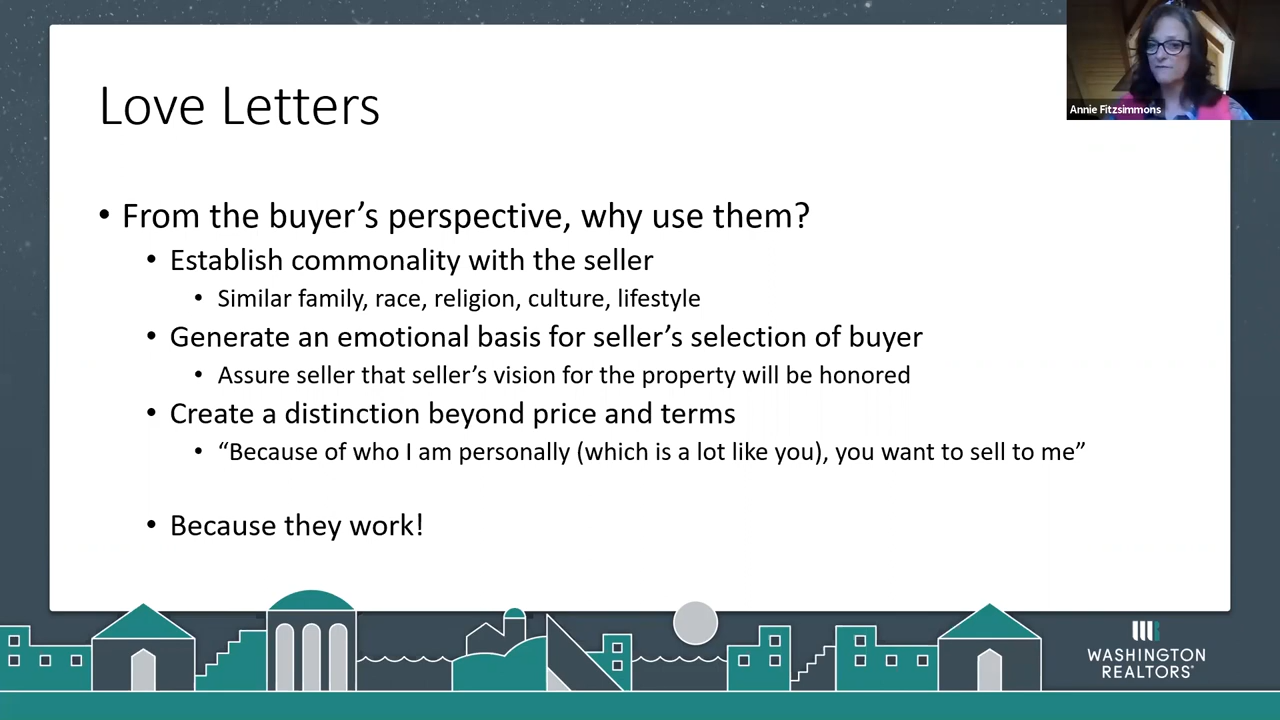 Love Letters
Annie Fitzsimmons
• From the buyer’s perspective, why use them?
• Establish commonality with the seller
• Similar family, race, religion, culture, lifestyle
• Generate an emotional basis for seller’s selection of buyer
• Assure seller that seller’s vision for the property will be honored
• Create a distinction beyond price and terms
• “Because of who I am personally (which is a lot like you), you want to sell to me”
• Because they work!
WASHINGTON
REALTORS®